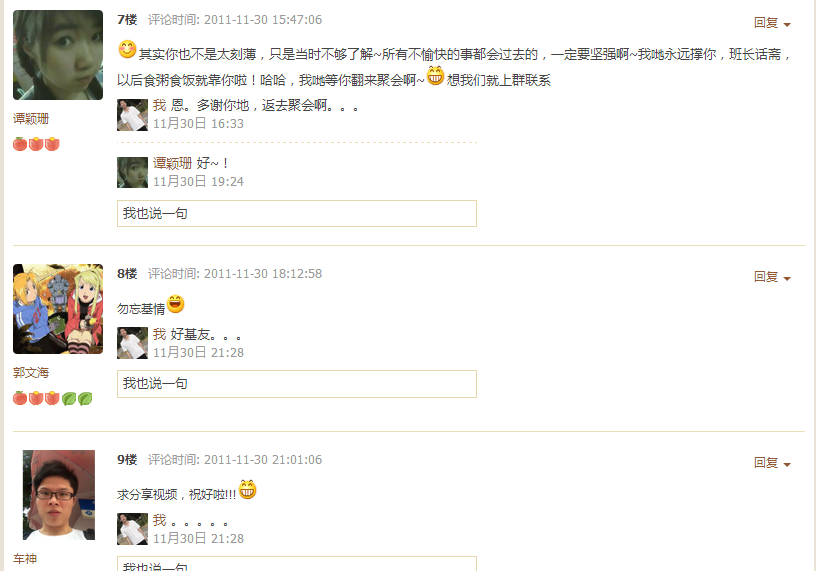 7楼 评论时间: 2011-11-30 15:47:06 回复
其实你也不是太刻薄，只是当时不够了解~所有不愉快的事都会过去的，一定要坚强啊~我哋永远撑你，班长话斋，
以后食粥食饭就靠你啦！哈哈，我哋等你翻来聚会啊~想我们就上群联系
我 恩。多谢你地，返去聚会啊。。。
11月30日 16:33
谭颖珊
谭颖珊 好~！
11月30日 19:24
我也说一句
8楼 评论时间: 2011-11-30 18:12:58 回复
勿忘基情
我 好基友。。。
11月30日 21:28
郭文海
我也说一句
9楼 评论时间: 2011-11-30 21:01:06 回复
求分享视频，祝好啦!!!
我 。。。。。
11月30日 21:28
车神
我也说一句